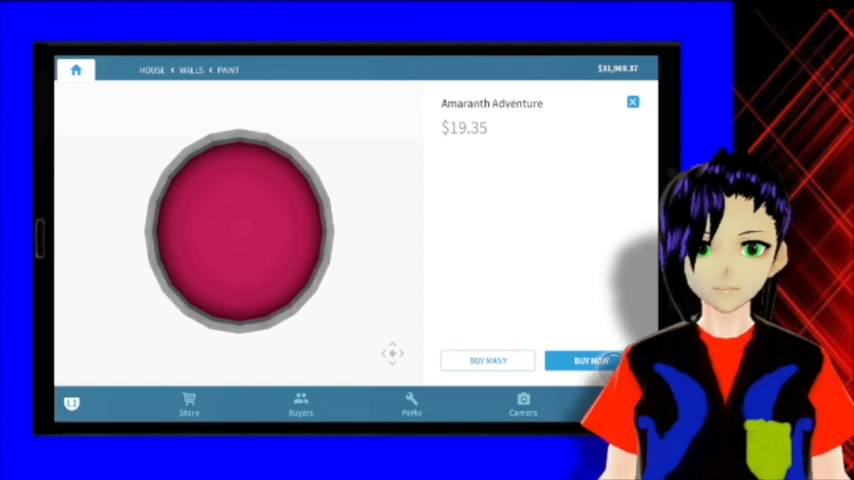 HOUSE < WALLS < PAINT
$31,969.37
Amaranth Adventure
$19.35
BUY MANY
BUY NOW
Store
Buyers
Perks
Camera